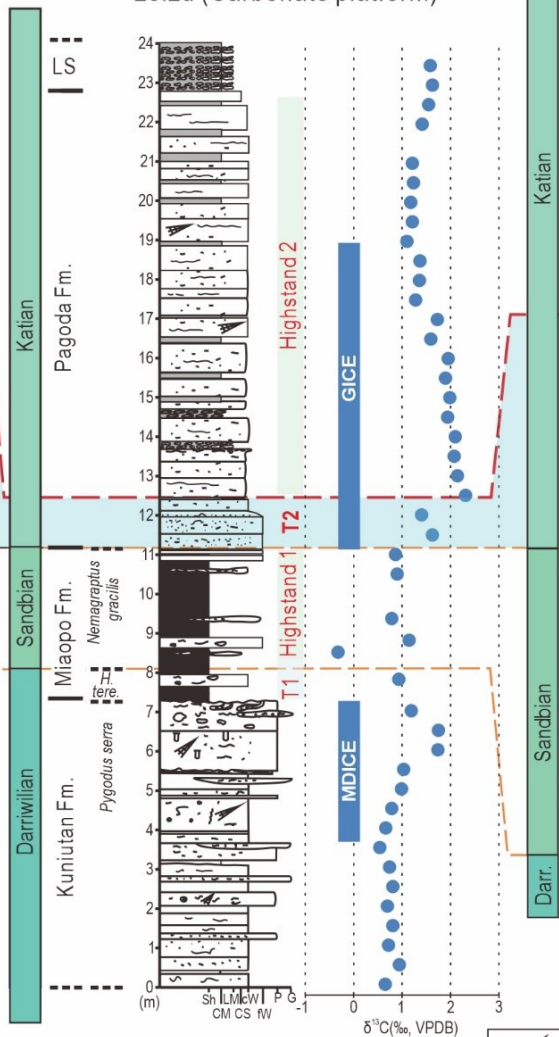 LS
Katian
Pagoda Fm.
Sandbian
Miaopo Fm.
Nemagraptus
gracilis
H.
tere.
Darriwilian
Kuniutan Fm.
Pygodus serra
24
23
22
21
20
19
18
17
16
15
14
13
12
11
10
9
8
7
6
5
4
3
2
1
0
(m)
Sh LM cW P G
CM CS fW
Highstand 2
T2
Highstand 1
T1
GICE
MDICE
-1 0 1 2 3
δ¹³C(‰, VPDB)
Katian
Sandbian
Darr.